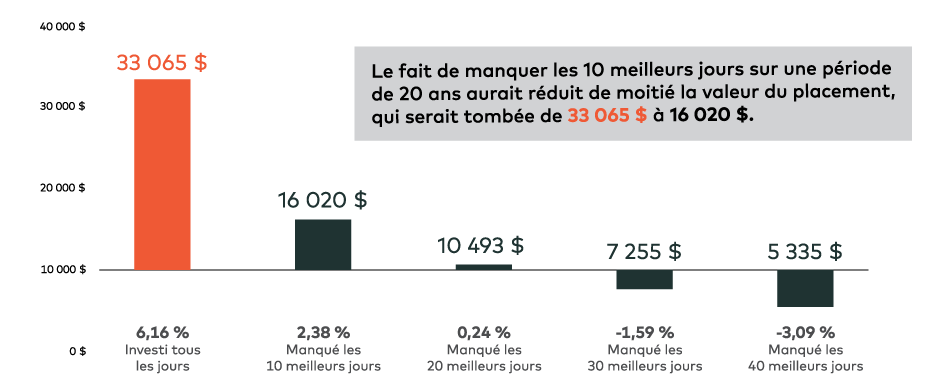 40 000 $
33 065 $
Le fait de manquer les 10 meilleurs jours sur une période
de 20 ans aurait réduit de moitié la valeur du placement,
qui serait tombée de 33 065 $ à 16 020 $.
30 000 $
20 000 $
16 020 $
10 493 $
7 255 $
5 335 $
10 000 $
0 $
6,16 %
Investi tous
les jours
2,38 %
Manqué les
10 meilleurs jours
0,24 %
Manqué les
20 meilleurs jours
-1,59 %
Manqué les
30 meilleurs jours
-3,09 %
Manqué les
40 meilleurs jours